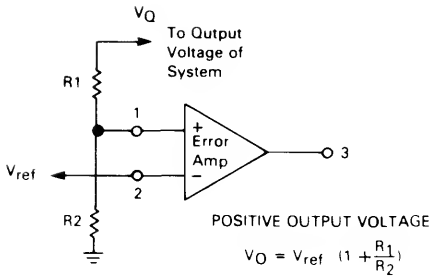 VO
To Output
Voltage of
System
R1
1
+
Error
Amp
3
Vref
2
−
R2
POSITIVE OUTPUT VOLTAGE
VO = Vref (1 + R1/R2)